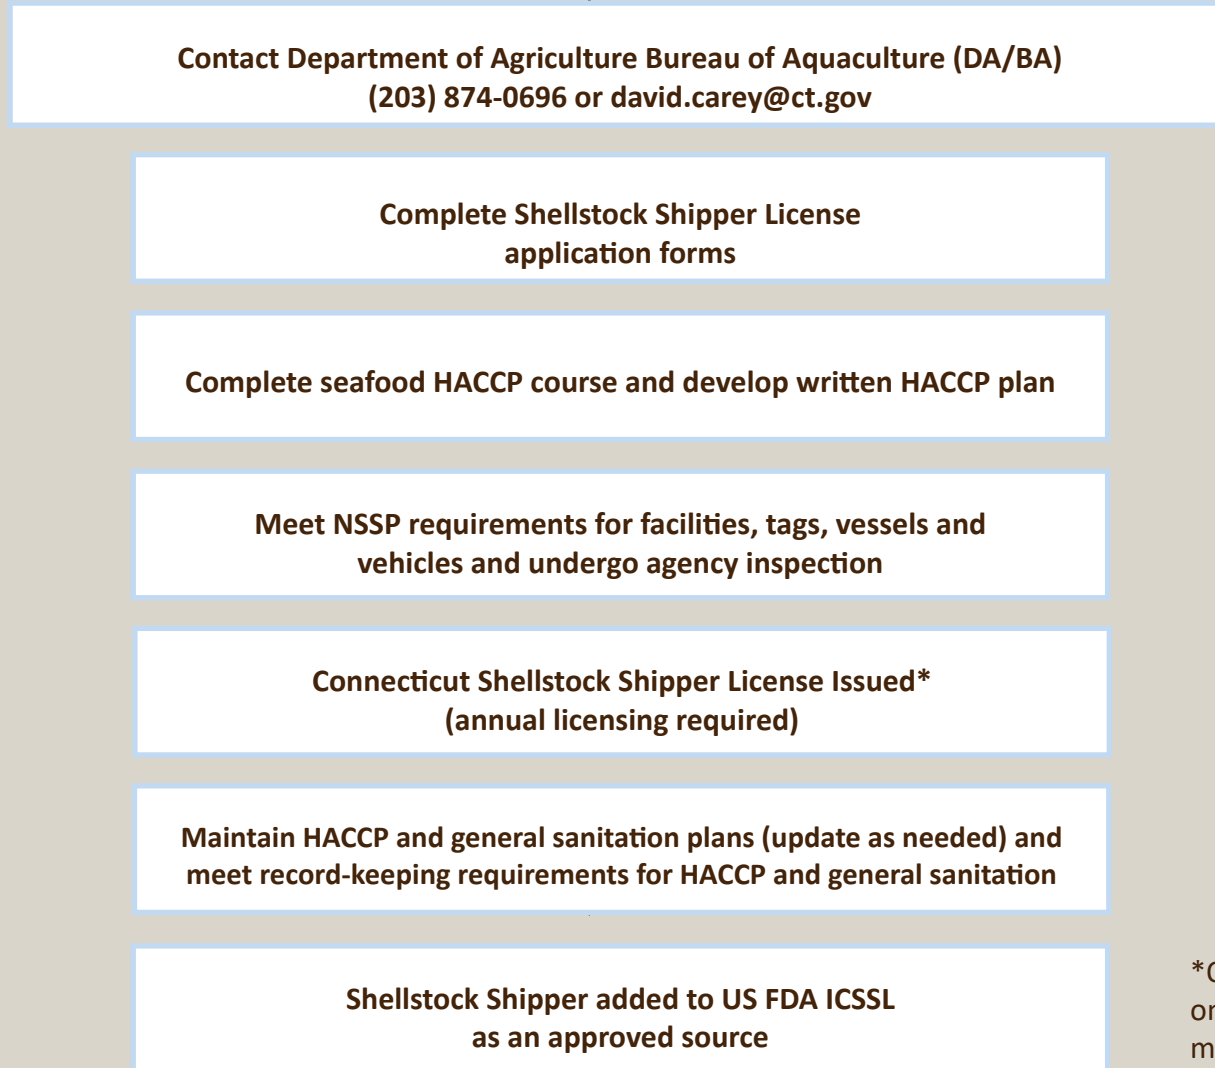 Contact Department of Agriculture Bureau of Aquaculture (DA/BA)
(203) 874-0696 or david.carey@ct.gov
Complete Shellstock Shipper License
application forms
Complete seafood HACCP course and develop written HACCP plan
Meet NSSP requirements for facilities, tags, vessels and
vehicles and undergo agency inspection
Connecticut Shellstock Shipper License Issued*
(annual licensing required)
Maintain HACCP and general sanitation plans (update as needed) and
meet record-keeping requirements for HACCP and general sanitation
Shellstock Shipper added to US FDA ICSSL
as an approved source